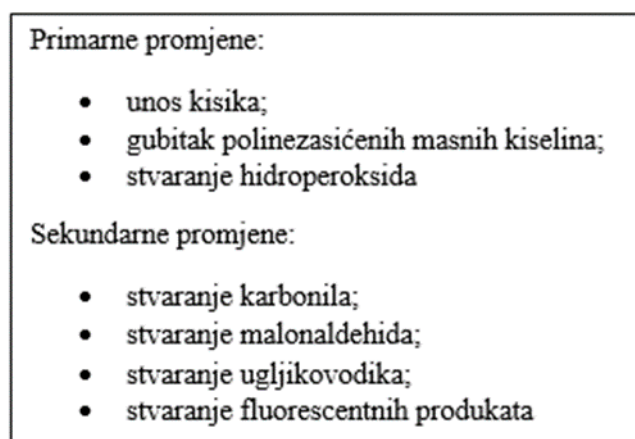 Primarne promjene:
• unos kisika;
• gubitak polinezasićenih masnih kiselina;
• stvaranje hidroperoksida
Sekundarne promjene:
• stvaranje karbonila;
• stvaranje malonaldehida;
• stvaranje ugljikovodika;
• stvaranje fluorescentnih produkata